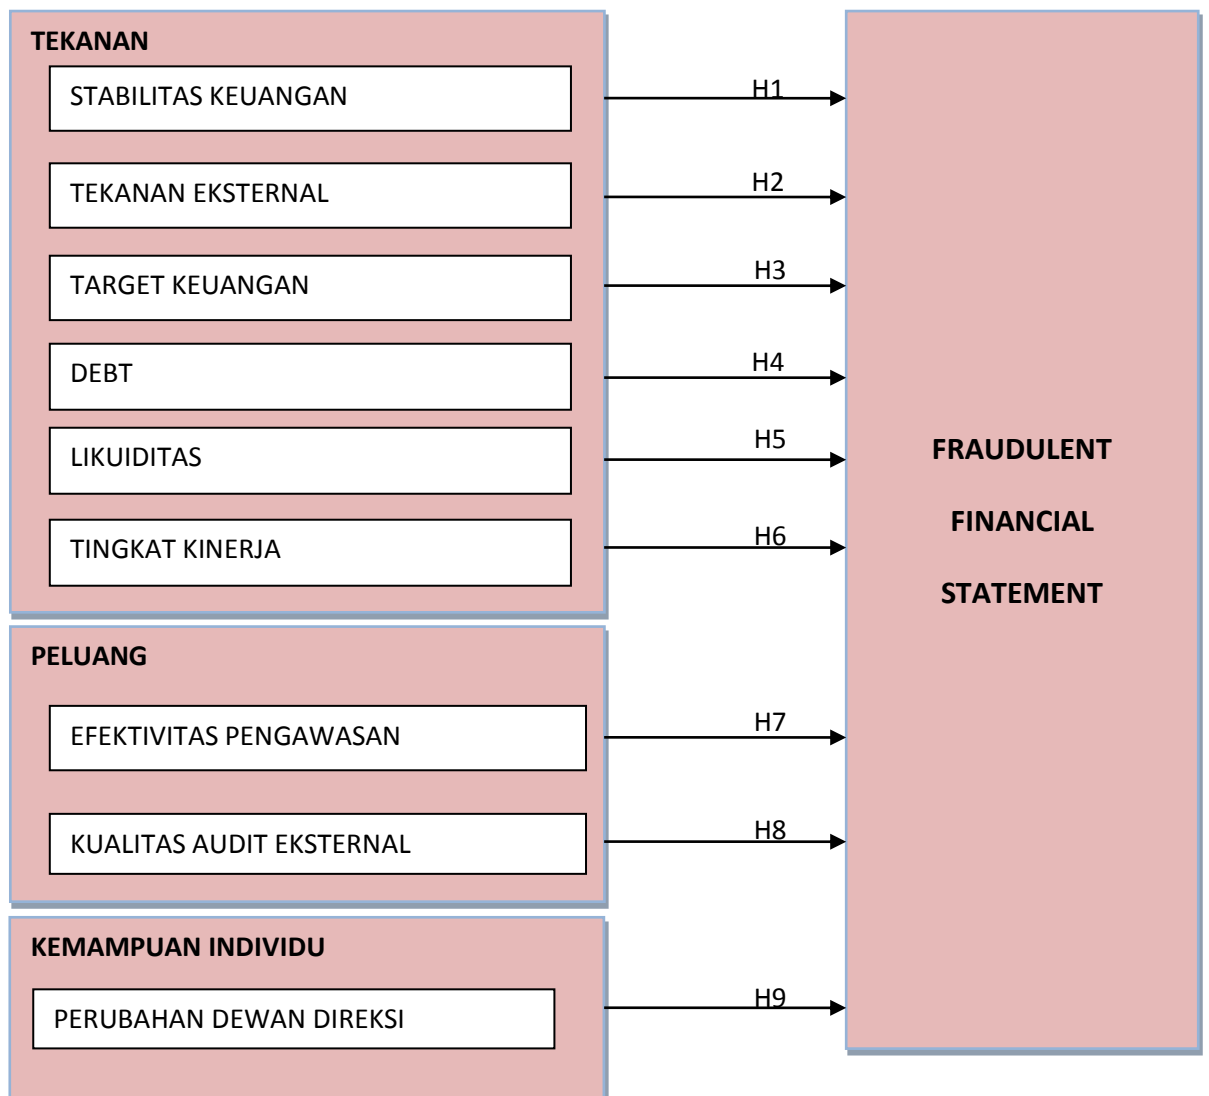 TEKANAN
STABILITAS KEUANGAN
H1
TEKANAN EKSTERNAL
H2
TARGET KEUANGAN
H3
DEBT
H4
LIKUIDITAS
H5
TINGKAT KINERJA
H6
PELUANG
EFEKTIVITAS PENGAWASAN
H7
KUALITAS AUDIT EKSTERNAL
H8
KEMAMPUAN INDIVIDU
PERUBAHAN DEWAN DIREKSI
H9
FRAUDULENT
FINANCIAL
STATEMENT